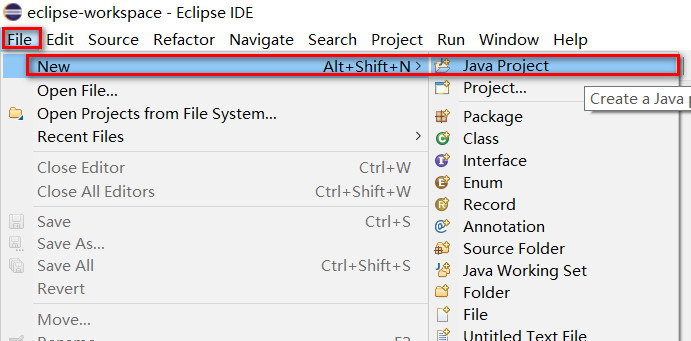 eclipse-workspace - Eclipse IDE
File Edit Source Refactor Navigate Search Project Run Window Help
New Alt+Shift+N >
Open File...
Open Projects from File System...
Recent Files >
Close Editor Ctrl+W
Close All Editors Ctrl+Shift+W
Save Ctrl+S
Save As...
Save All Ctrl+Shift+S
Revert
Move...
Java Project
Project...
Create a Java
Package
Class
Interface
Enum
Record
Annotation
Source Folder
Java Working Set
Folder
File
Untitled Text File